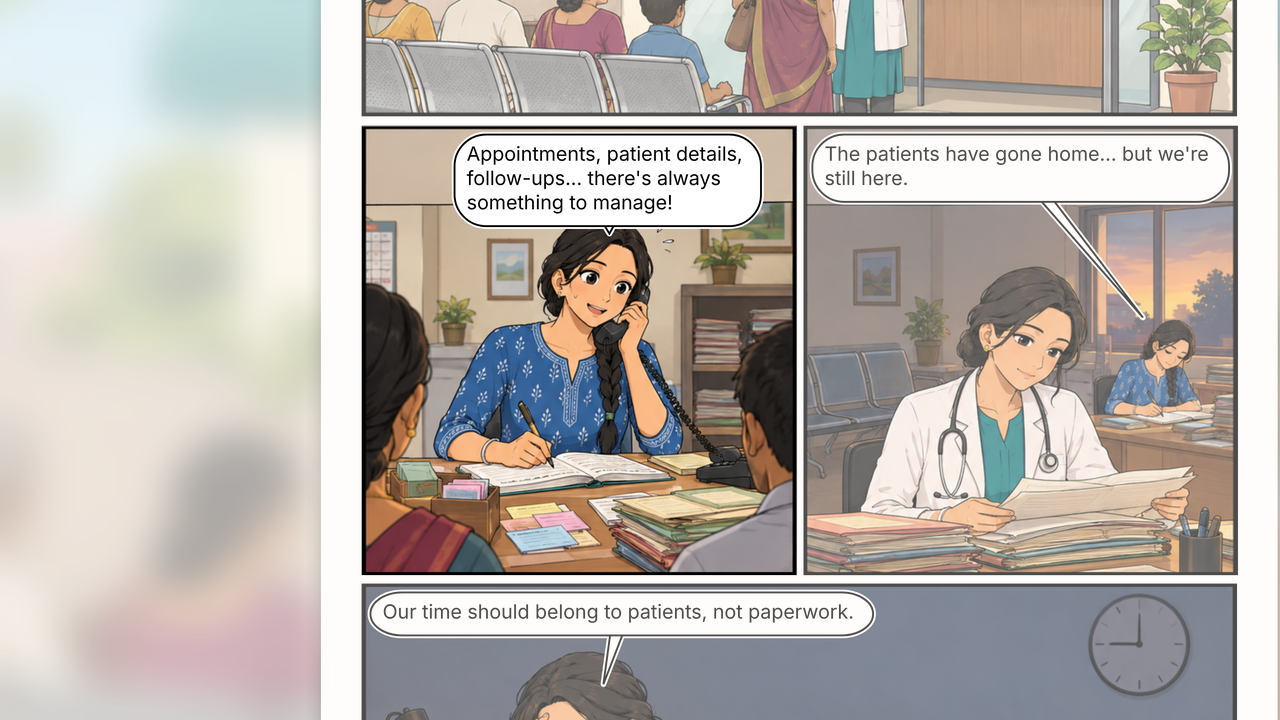 Appointments, patient details,
follow-ups... there's always
something to manage!
The patients have gone home... but we're
still here.
Our time should belong to patients, not paperwork.